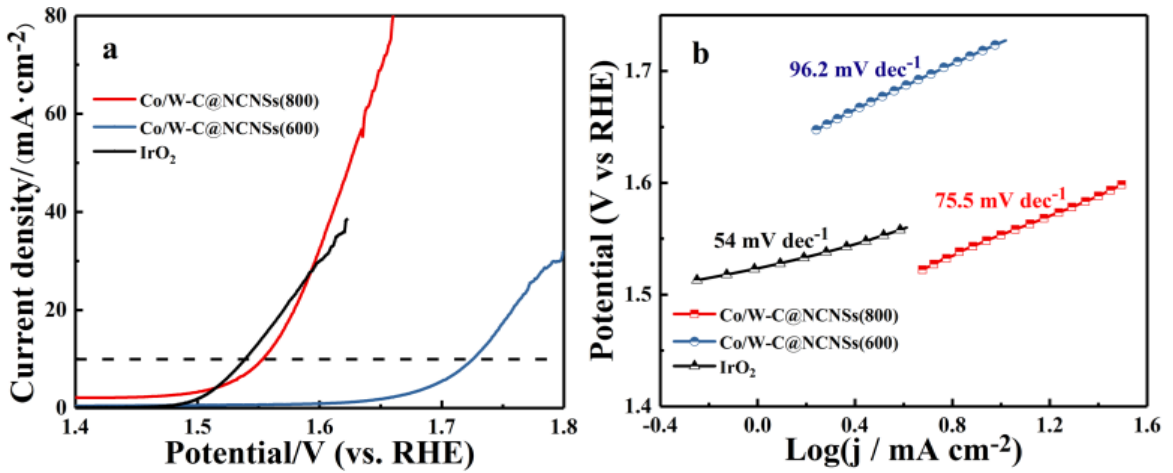 a
Current density/(mA·cm⁻²)
80
60
40
20
0
Co/W-C@NCNSs(800)
Co/W-C@NCNSs(600)
IrO₂
1.4 1.5 1.6 1.7 1.8
Potential/V (vs. RHE)
b
Potential (V vs RHE)
1.7
1.6
1.5
1.4
96.2 mV dec⁻¹
75.5 mV dec⁻¹
54 mV dec⁻¹
Co/W-C@NCNSs(800)
Co/W-C@NCNSs(600)
IrO₂
-0.4 0.0 0.4 0.8 1.2 1.6
Log(j / mA cm⁻²)